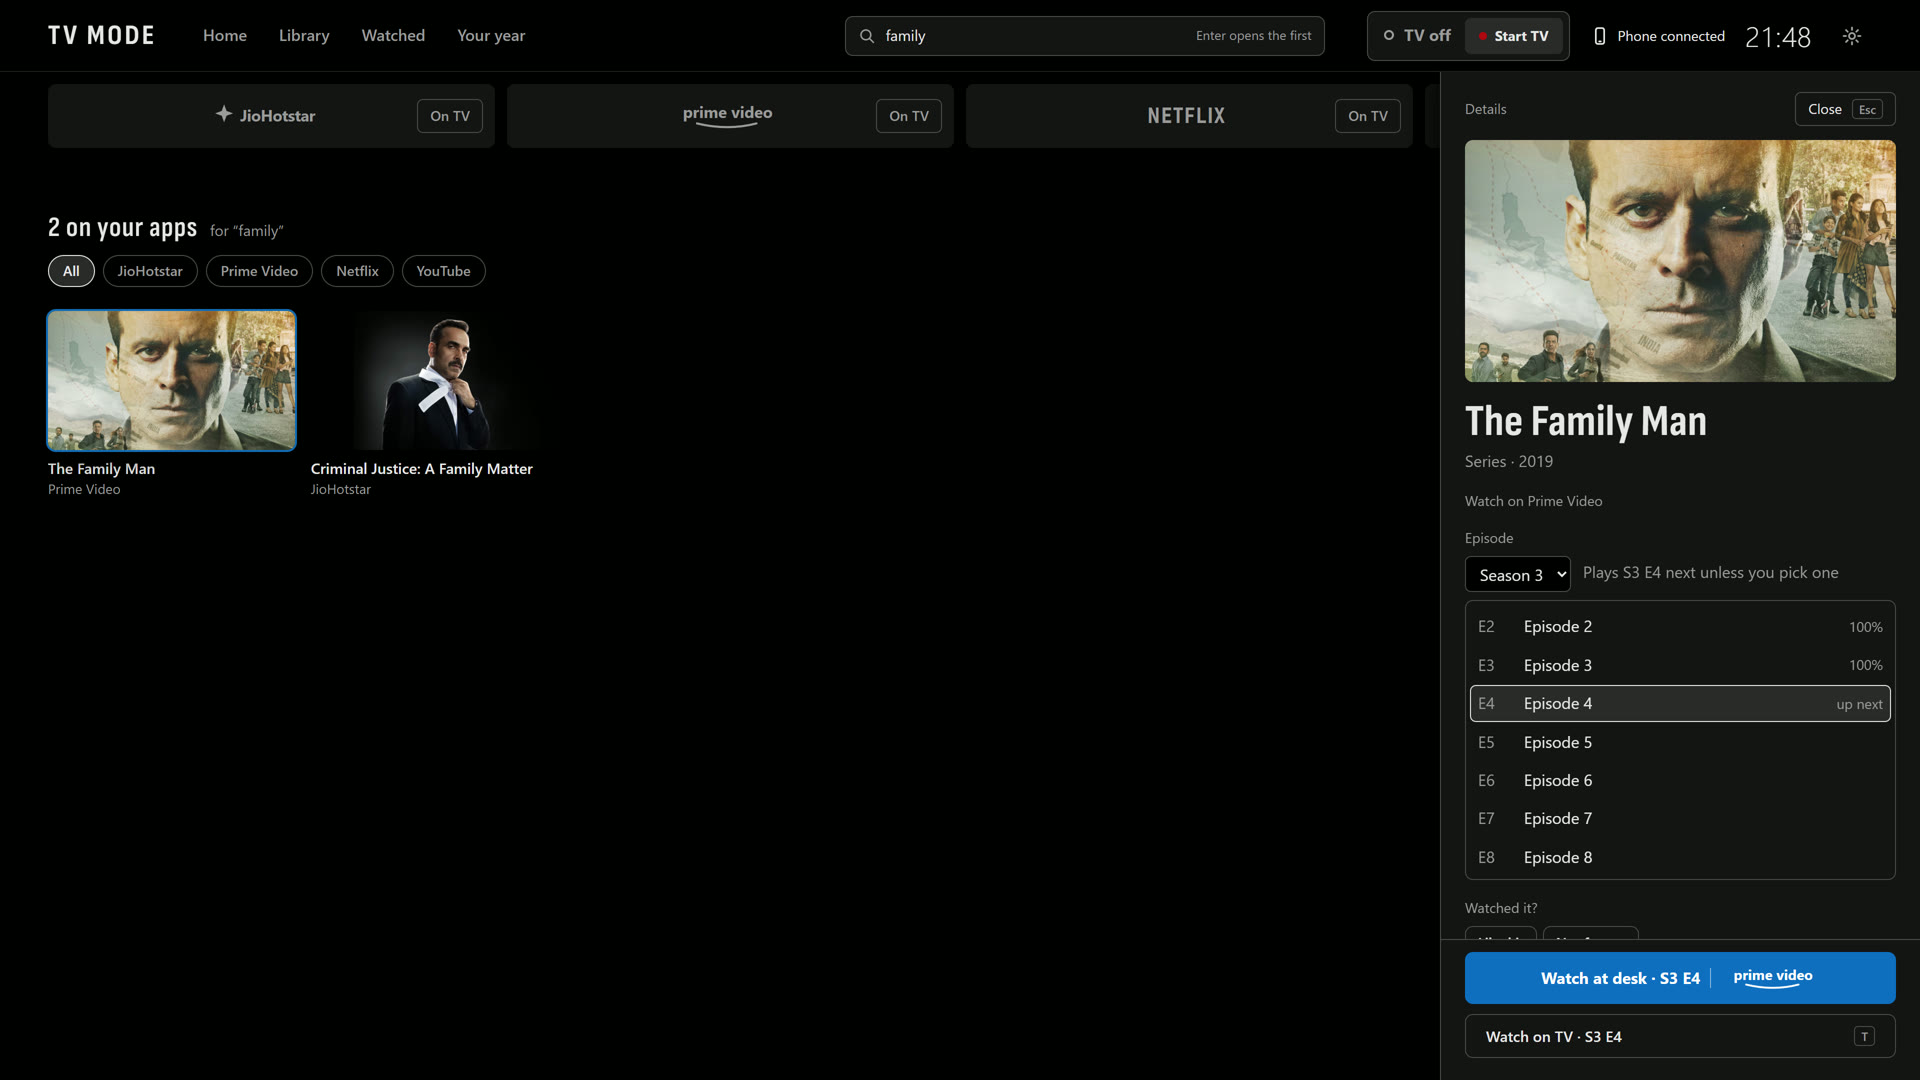 TV MODE
Home
Library
Watched
Your year
family
Enter opens the first
TV off
Start TV
Phone connected
21:48
JioHotstar
On TV
prime video
On TV
NETFLIX
On TV
2 on your apps for “family”
All
JioHotstar
Prime Video
Netflix
YouTube
The Family Man
Prime Video
Criminal Justice: A Family Matter
JioHotstar
Details
Close Esc
INDIA
The Family Man
Series · 2019
Watch on Prime Video
Episode
Season 3
Plays S3 E4 next unless you pick one
E2 Episode 2 100%
E3 Episode 3 100%
E4 Episode 4 up next
E5 Episode 5
E6 Episode 6
E7 Episode 7
E8 Episode 8
Watched it?
Watch at desk · S3 E4 prime video
Watch on TV · S3 E4 T